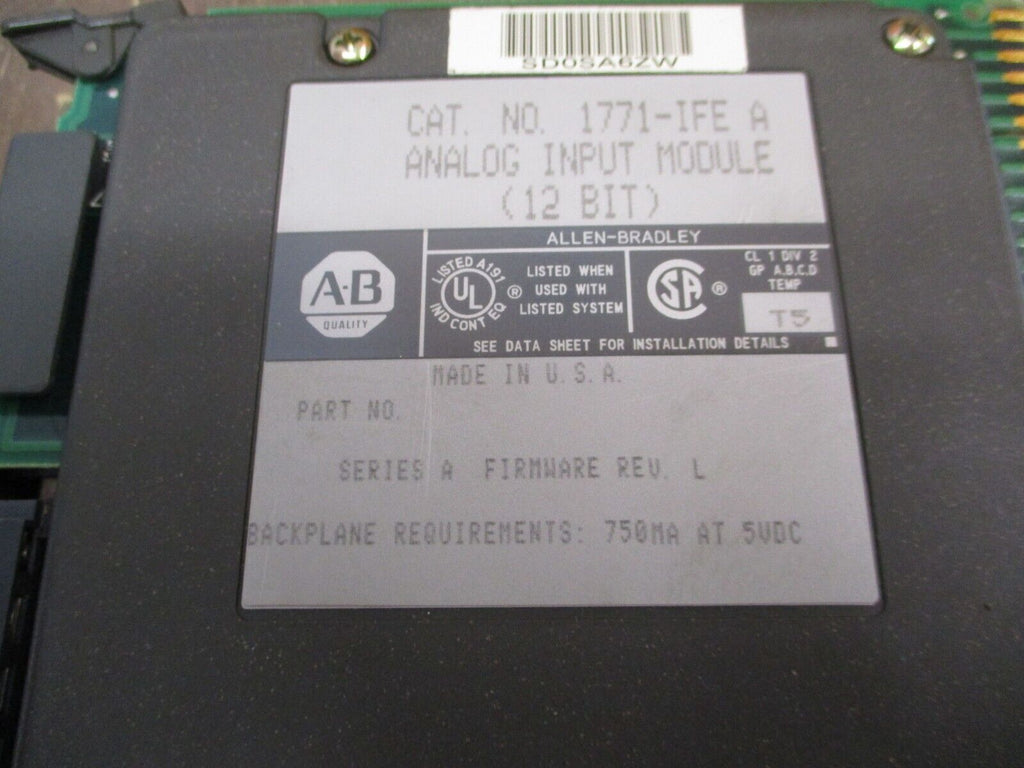 SD0SA6ZW
CAT. NO. 1771-IFE A
ANALOG INPUT MODULE
(12 BIT)
ALLEN-BRADLEY
A-B
QUALITY
LISTED A191
UL
IND CONT EQ
®
LISTED WHEN
USED WITH
LISTED SYSTEM
SA
®
CL 1 DIV 2
GP A,B,C,D
TEMP
T5
SEE DATA SHEET FOR INSTALLATION DETAILS
MADE IN U.S.A.
PART NO.
SERIES A FIRMWARE REV. L
BACKPLANE REQUIREMENTS: 750MA AT 5VDC